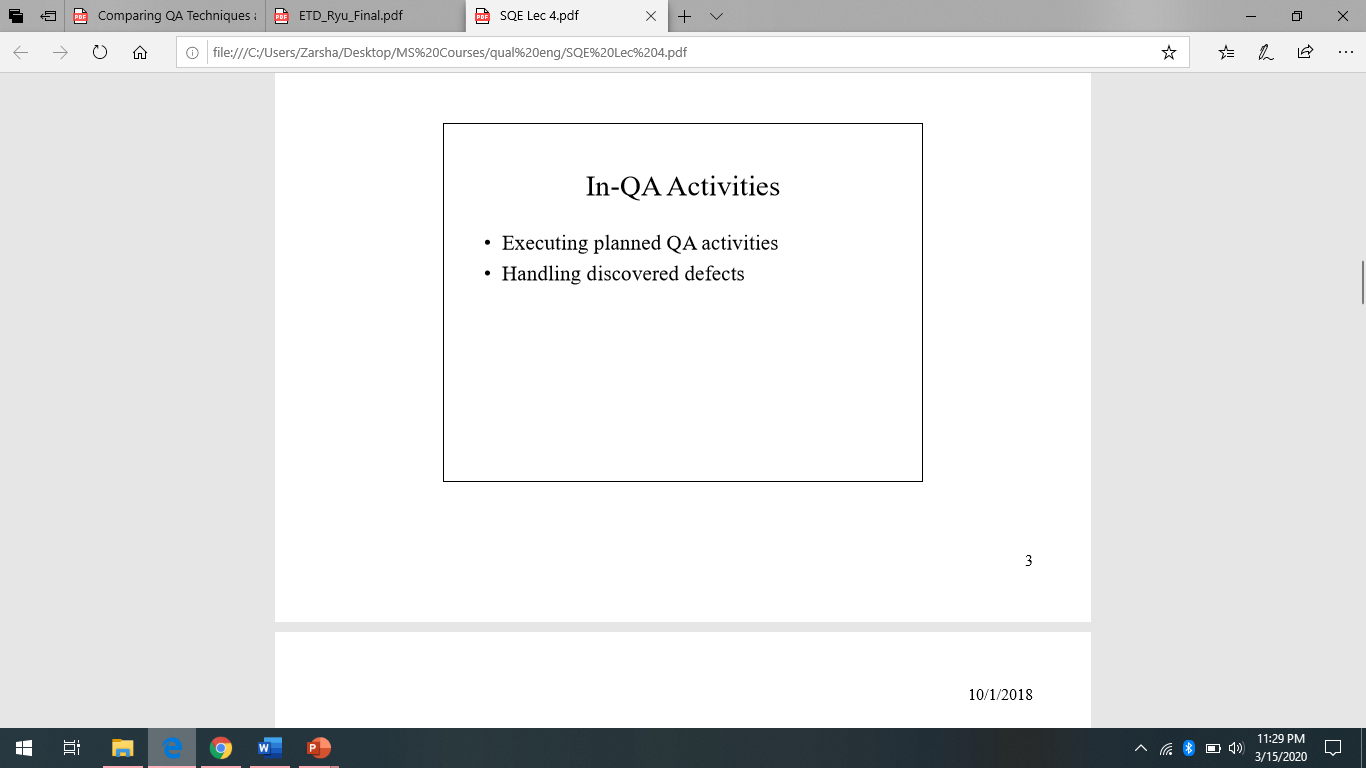 Comparing QA Techniques a
ETD_Ryu_Final.pdf
SQE Lec 4.pdf
file:///C:/Users/Zarsha/Desktop/MS%20Courses/qual%20eng/SQE%20Lec%204.pdf
In-QA Activities
• Executing planned QA activities
• Handling discovered defects
3
10/1/2018
11:29 PM
3/15/2020